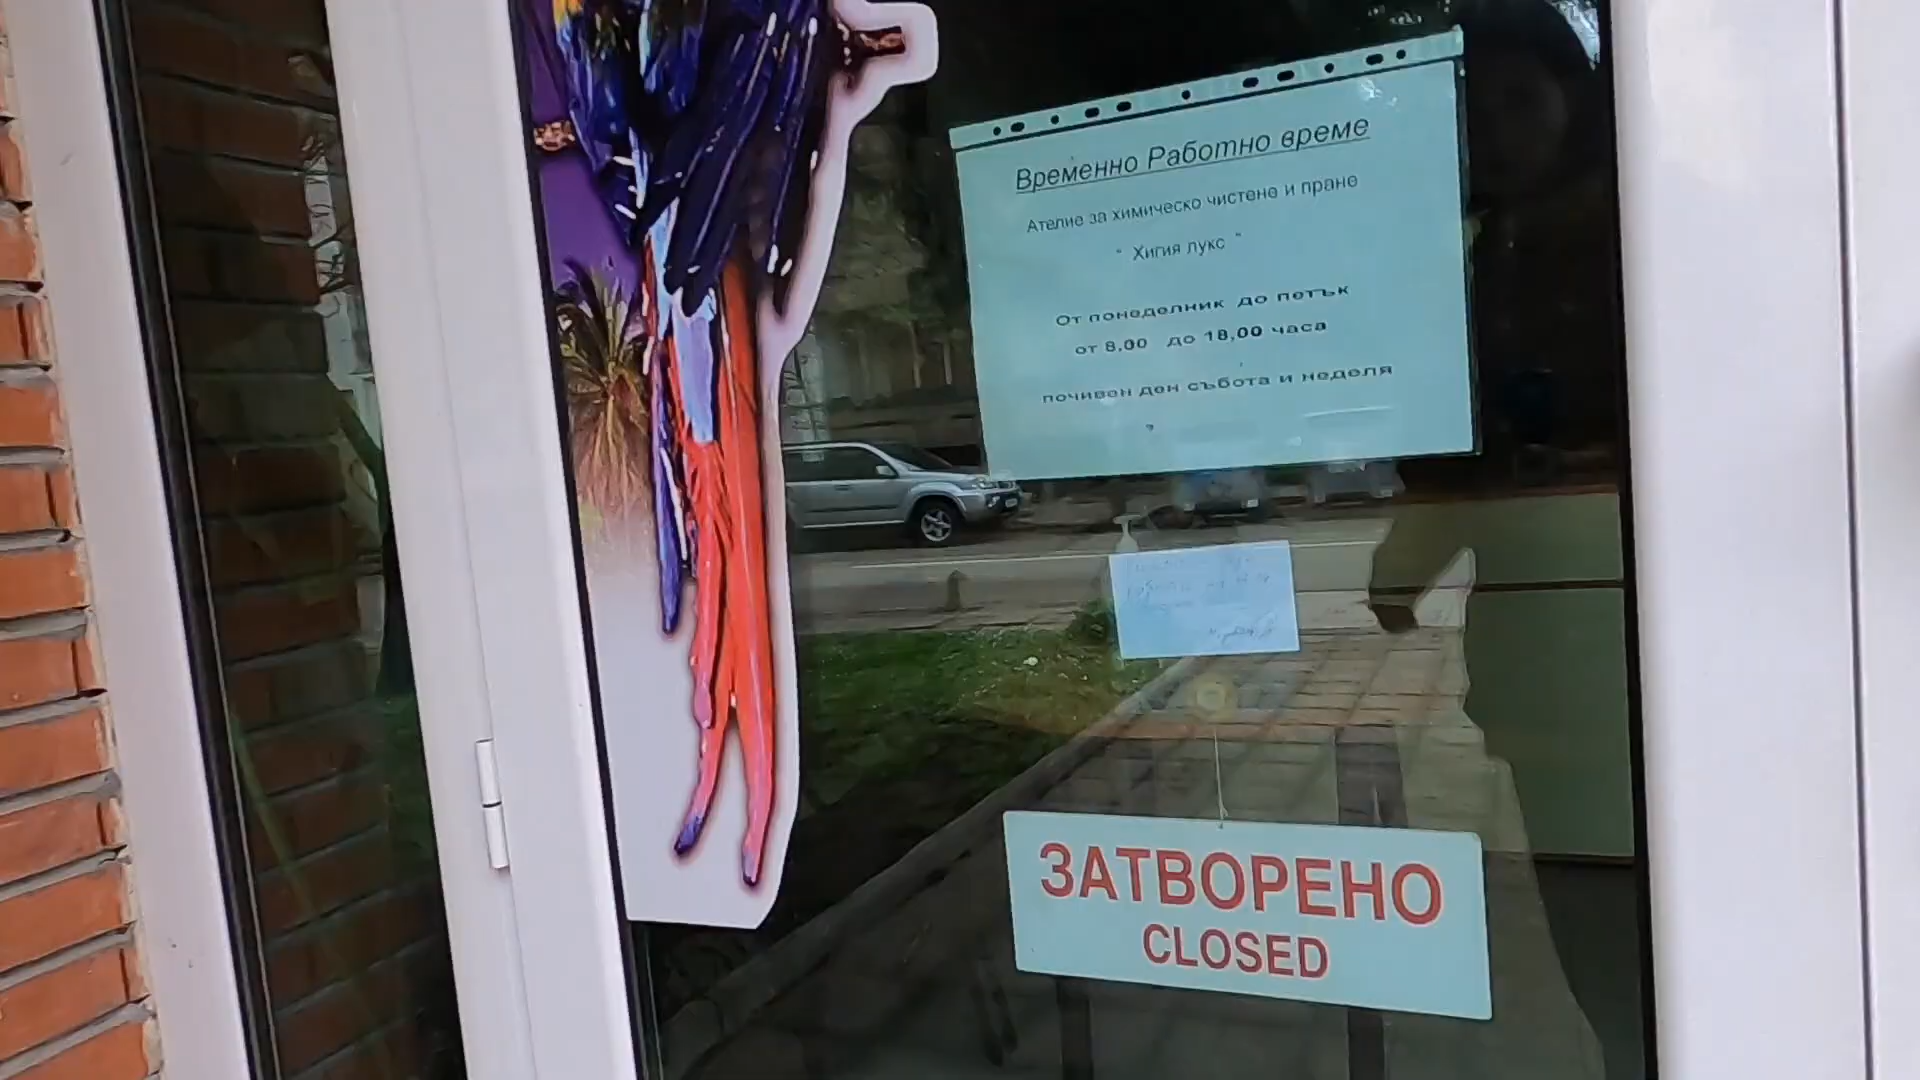 Временно Работно време
Ателие за химическо чистене и пране
" Хигия лукс "
От понеделник до петък
от 8.00 до 18,00 часа
почивен ден събота и неделя
ЗАТВОРЕНО
CLOSED